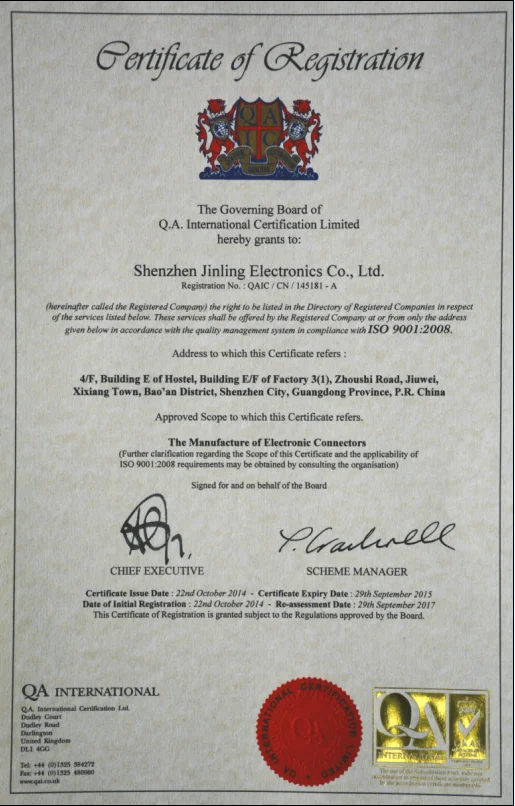 Certificate of Registration
QA
IC
The Governing Board of
Q.A. International Certification Limited
hereby grants to:
Shenzhen Jinling Electronics Co., Ltd.
Registration No. : QAIC / CN / 145181 - A
(hereinafter called the Registered Company) the right to be listed in the Directory of Registered Companies in respect
of the services listed below. These services shall be offered by the Registered Company at or from only the address
given below in accordance with the quality management system in compliance with ISO 9001:2008.
Address to which this Certificate refers :
4/F, Building E of Hostel, Building E/F of Factory 3(1), Zhoushi Road, Jiuwei,
Xixiang Town, Bao'an District, Shenzhen City, Guangdong Province, P.R. China
Approved Scope to which this Certificate refers.
The Manufacture of Electronic Connectors
(Further clarification regarding the Scope of this Certificate and the applicability of
ISO 9001:2008 requirements may be obtained by consulting the organisation)
Signed for and on behalf of the Board
CHIEF EXECUTIVE
SCHEME MANAGER
Certificate Issue Date : 22nd October 2014 - Certificate Expiry Date : 29th September 2015
Date of Initial Registration : 22nd October 2014 - Re-assessment Date : 29th September 2017
This Certificate of Registration is granted subject to the Regulations approved by the Board.
QA INTERNATIONAL
Q.A. International Certification Ltd.
Dudley Court
Dudley Road
Darlington
United Kingdom
DL1 4GG
Tel: +44 (0)1325
Fax: +44 (0)1325
www.qai.co.uk
QA INTERNATIONAL CERTIFICATION LIMITED
QA
INTERNATIONAL